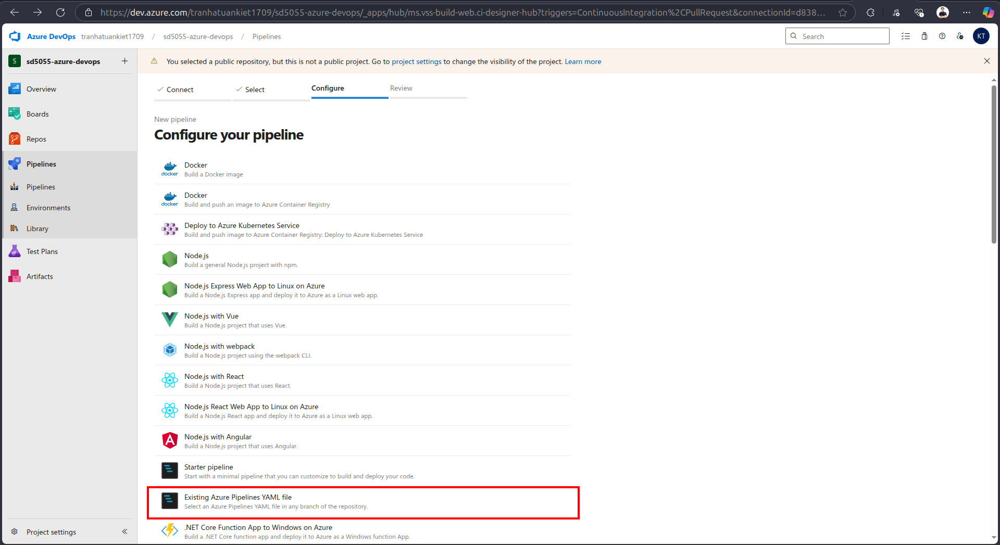 https://dev.azure.com/tranhatuankiet1709/sd5055-azure-devops/_apps/hub/ms.vss-build-web.ci-designer-hub?triggers=ContinuousIntegration%2CPullRequest&connectionId=d838...
Azure DevOps tranhatuankiet1709 / sd5055-azure-devops / Pipelines
Search
KT
S sd5055-azure-devops
Overview
Boards
Repos
Pipelines
Pipelines
Environments
Library
Test Plans
Artifacts
Project settings
You selected a public repository, but this is not a public project. Go to project settings to change the visibility of the project. Learn more
Connect
Select
Configure
Review
New pipeline
Configure your pipeline
docker
Docker
Build a Docker image
docker
Docker
Build and push an image to Azure Container Registry
Deploy to Azure Kubernetes Service
Build and push image to Azure Container Registry; Deploy to Azure Kubernetes Service
Node.js
Build a general Node.js project with npm.
Node.js Express Web App to Linux on Azure
Build a Node.js Express app and deploy it to Azure as a Linux web app.
Node.js with Vue
Build a Node.js project that uses Vue.
Node.js with webpack
Build a Node.js project using the webpack CLI.
Node.js with React
Build a Node.js project that uses React.
Node.js React Web App to Linux on Azure
Build a Node.js React app and deploy it to Azure as a Linux web app.
Node.js with Angular
Build a Node.js project that uses Angular.
Starter pipeline
Start with a minimal pipeline that you can customize to build and deploy your code.
Existing Azure Pipelines YAML file
Select an Azure Pipelines YAML file in any branch of the repository.
.NET Core Function App to Windows on Azure
Build a .NET Core function app and deploy it to Azure as a Windows function App.